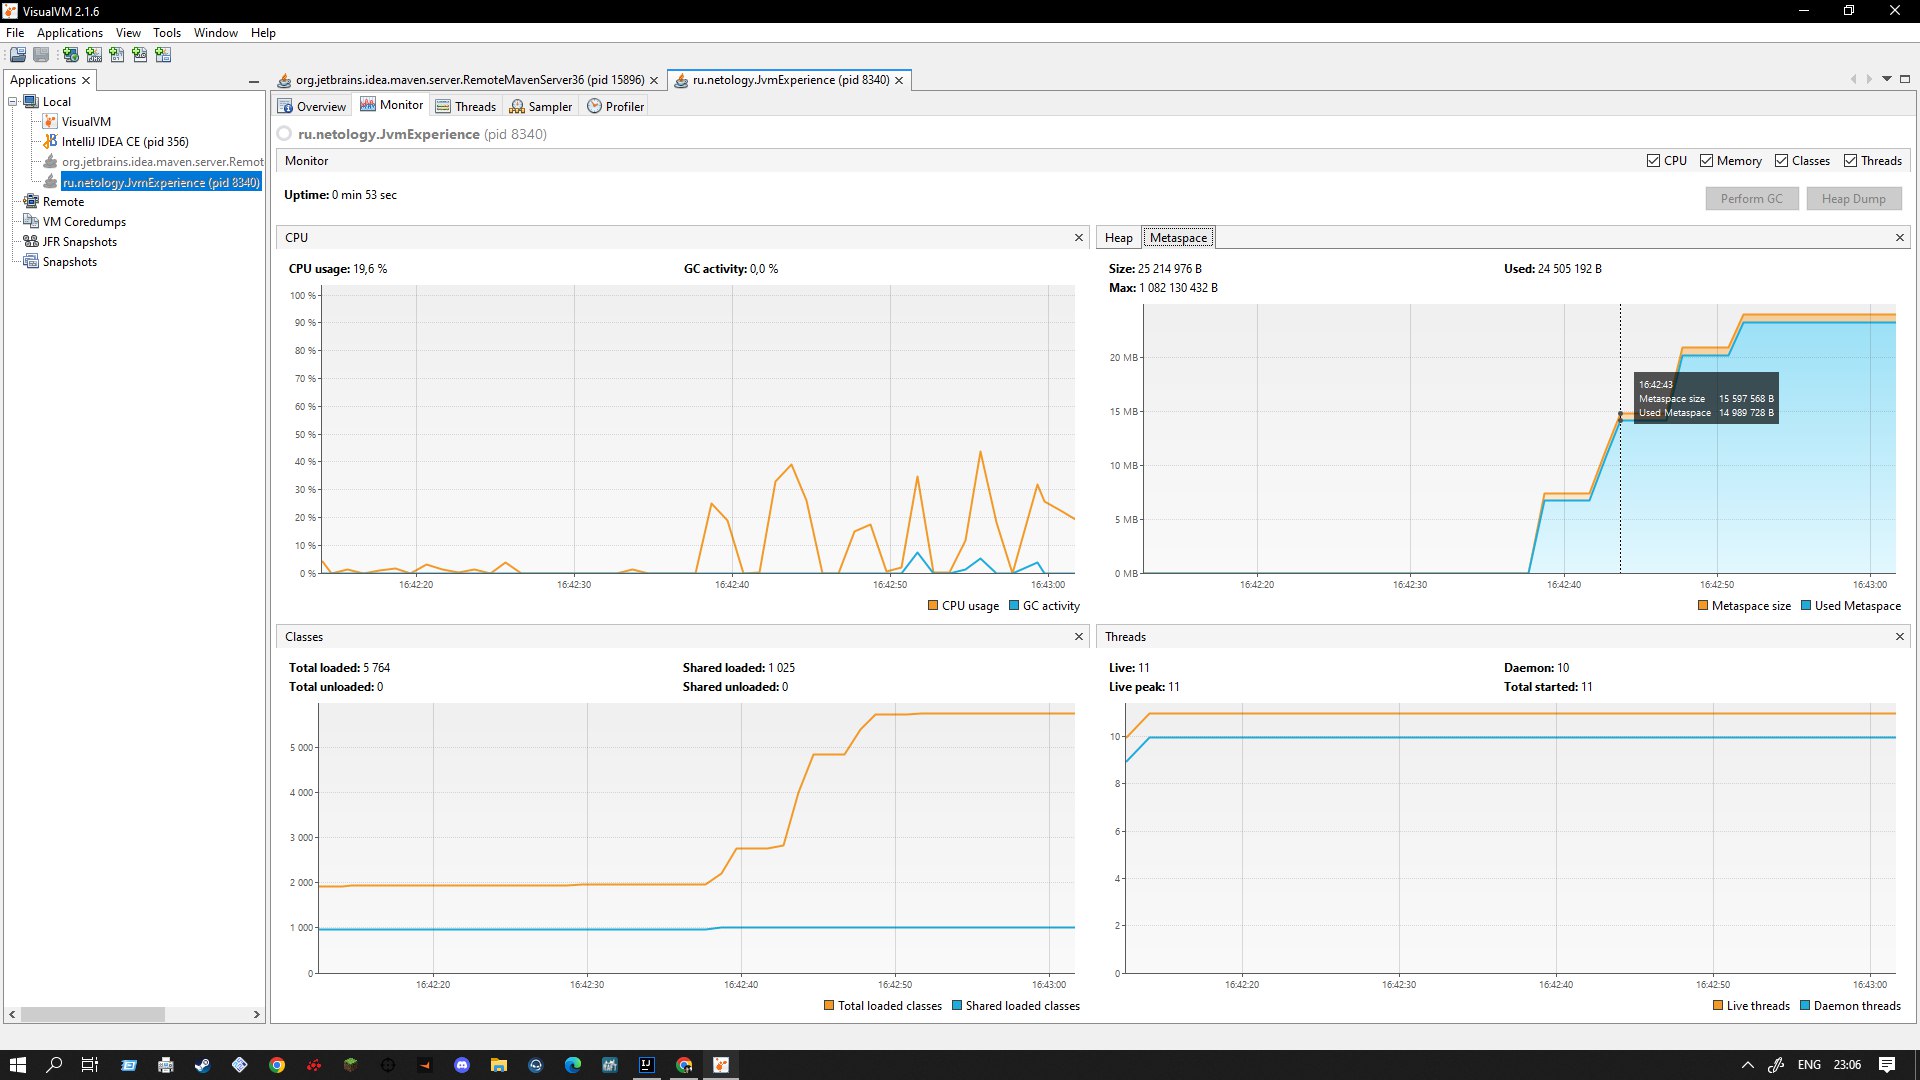 VisualVM 2.1.6
File Applications View Tools Window Help
Applications
org.jetbrains.idea.maven.server.RemoteMavenServer36 (pid 15896)
ru.netology.JvmExperience (pid 8340)
Local
VisualVM
IntelliJ IDEA CE (pid 356)
org.jetbrains.idea.maven.server.Remot
ru.netology.JvmExperience (pid 8340)
Remote
VM Coredumps
JFR Snapshots
Snapshots
Overview Monitor Threads Sampler Profiler
ru.netology.JvmExperience (pid 8340)
Monitor
CPU Memory Classes Threads
Uptime: 0 min 53 sec
Perform GC Heap Dump
CPU
CPU usage: 19,6 % GC activity: 0,0 %
100 %
90 %
80 %
70 %
60 %
50 %
40 %
30 %
20 %
10 %
0 %
16:42:20 16:42:30 16:42:40 16:42:50 16:43:00
CPU usage GC activity
Heap Metaspace
Size: 25 214 976 B Used: 24 505 192 B
Max: 1 082 130 432 B
20 MB
15 MB
10 MB
5 MB
0 MB
16:42:43
Metaspace size 15 597 568 B
Used Metaspace 14 989 728 B
16:42:20 16:42:30 16:42:40 16:42:50 16:43:00
Metaspace size Used Metaspace
Classes
Total loaded: 5 764 Shared loaded: 1 025
Total unloaded: 0 Shared unloaded: 0
5 000
4 000
3 000
2 000
1 000
0
16:42:20 16:42:30 16:42:40 16:42:50 16:43:00
Total loaded classes Shared loaded classes
Threads
Live: 11 Daemon: 10
Live peak: 11 Total started: 11
10
8
6
4
2
0
16:42:20 16:42:30 16:42:40 16:42:50 16:43:00
Live threads Daemon threads
ENG 23:06